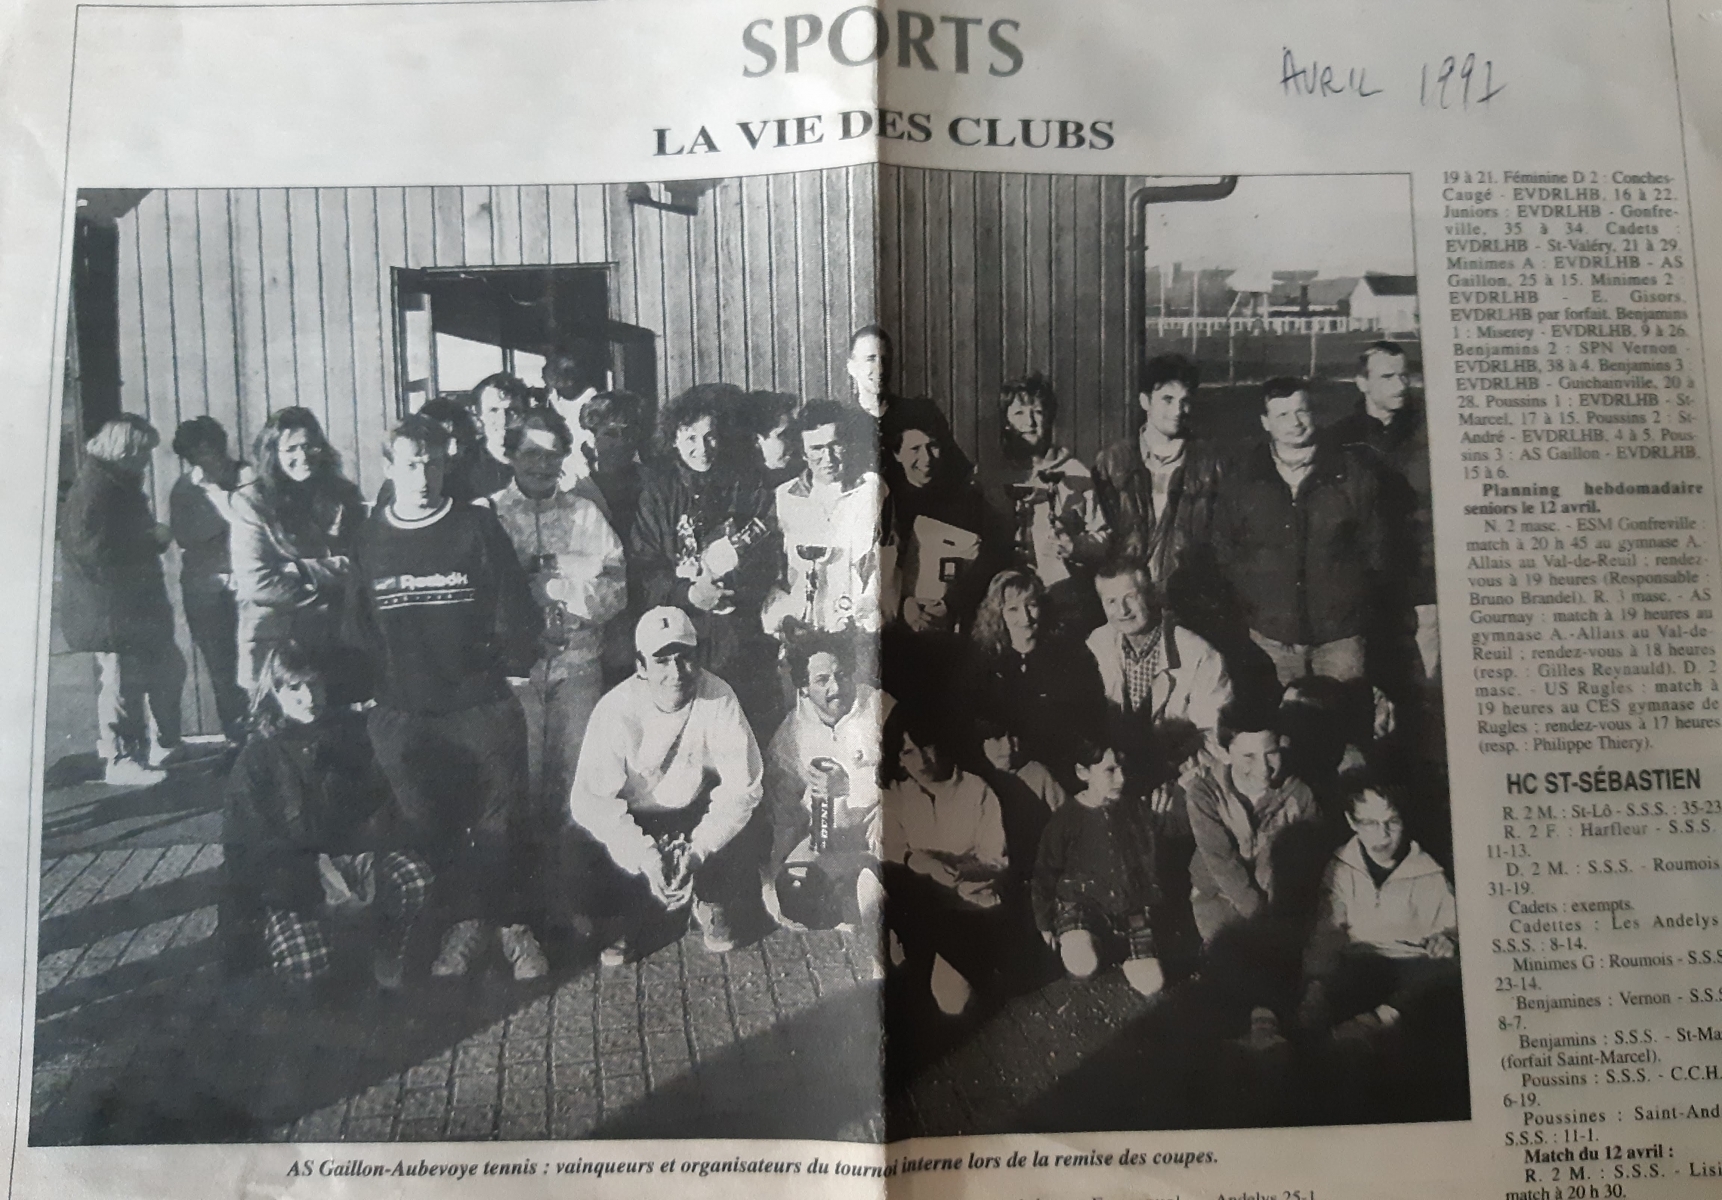 SPORTS
AVRIL 1997
LA VIE DES CLUBS
Reebok
DUNLOP
AS Gaillon-Aubevoye tennis : vainqueurs et organisateurs du tournoi interne lors de la remise des coupes.
Andelys 25-1
19 à 21. Féminine D 2 : Conches-
Caugé - EVDRLHB, 16 à 22.
Juniors : EVDRLHB - Gonfre-
ville, 35 à 34. Cadets :
EVDRLHB - St-Valéry, 21 à 29.
Minimes A : EVDRLHB - AS
Gaillon, 25 à 15. Minimes 2 :
EVDRLHB - E. Gisors,
EVDRLHB par forfait. Benjamins
1 : Miserey - EVDRLHB, 9 à 26.
Benjamins 2 : SPN Vernon -
EVDRLHB, 38 à 4. Benjamins 3 :
EVDRLHB - Guichainville, 20 à
28. Poussins 1 : EVDRLHB - St-
Marcel, 17 à 15. Poussins 2 : St-
André - EVDRLHB, 4 à 5. Pous-
sins 3 : AS Gaillon - EVDRLHB,
15 à 6.
Planning hebdomadaire
seniors le 12 avril.
N. 2 masc. - ESM Gonfreville :
match à 20 h 45 au gymnase A.-
Allais au Val-de-Reuil ; rendez-
vous à 19 heures (Responsable :
Bruno Brandel). R. 3 masc. - AS
Gournay : match à 19 heures au
gymnase A.-Allais au Val-de-
Reuil ; rendez-vous à 18 heures
(resp. : Gilles Reynauld). D. 2
masc. - US Rugles : match à
19 heures au CES gymnase de
Rugles ; rendez-vous à 17 heures
(resp. : Philippe Thiery).
HC ST-SÉBASTIEN
R. 2 M. : St-Lô - S.S.S. : 35-23
R. 2 F. : Harfleur - S.S.S. :
11-13.
D. 2 M. : S.S.S. - Roumois
31-19.
Cadets : exempts.
Cadettes : Les Andelys
S.S.S. : 8-14.
Minimes G : Roumois - S.S.S
23-14.
Benjamines : Vernon - S.S.S
8-7.
Benjamins : S.S.S. - St-Ma
(forfait Saint-Marcel).
Poussins : S.S.S. - C.C.H.
6-19.
Poussines : Saint-And
S.S.S. : 11-1.
Match du 12 avril :
R. 2 M. : S.S.S. - Lisi
match à 20 h 30.